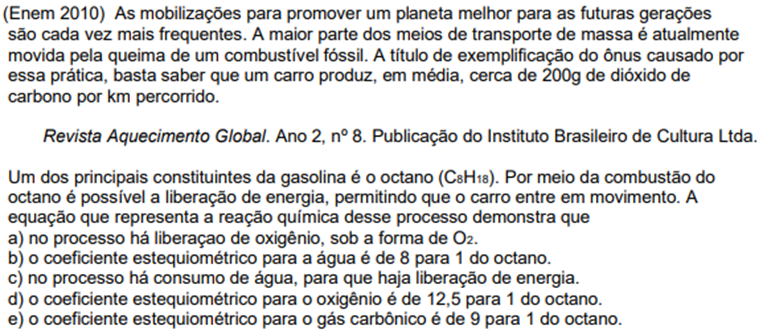 (Enem 2010)  As mobilizações para promover um planeta melhor para as futuras gerações
são cada vez mais frequentes. A maior parte dos meios de transporte de massa é atualmente
movida pela queima de um combustível fóssil. A título de exemplificação do ônus causado por
essa prática, basta saber que um carro produz, em média, cerca de 200g de dióxido de
carbono por km percorrido.
Revista Aquecimento Global. Ano 2, nº 8. Publicação do Instituto Brasileiro de Cultura Ltda.
Um dos principais constituintes da gasolina é o octano (C₈H₁₈). Por meio da combustão do
octano é possível a liberação de energia, permitindo que o carro entre em movimento. A
equação que representa a reação química desse processo demonstra que
a) no processo há liberaçao de oxigênio, sob a forma de O₂.
b) o coeficiente estequiométrico para a água é de 8 para 1 do octano.
c) no processo há consumo de água, para que haja liberação de energia.
d) o coeficiente estequiométrico para o oxigênio é de 12,5 para 1 do octano.
e) o coeficiente estequiométrico para o gás carbônico é de 9 para 1 do octano.